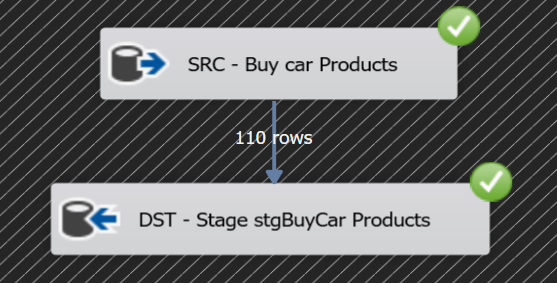 SRC - Buy car Products
110 rows
DST - Stage stgBuyCar Products